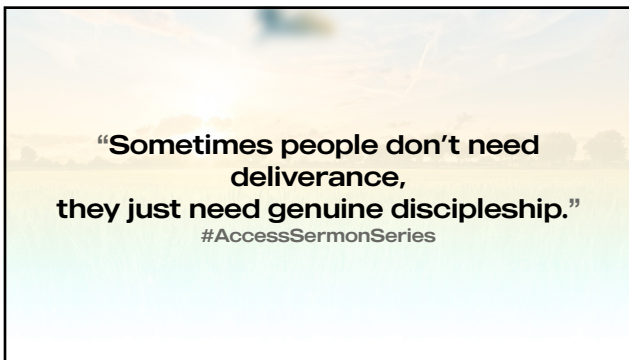 “Sometimes people don’t need
deliverance,
they just need genuine discipleship.”
#AccessSermonSeries